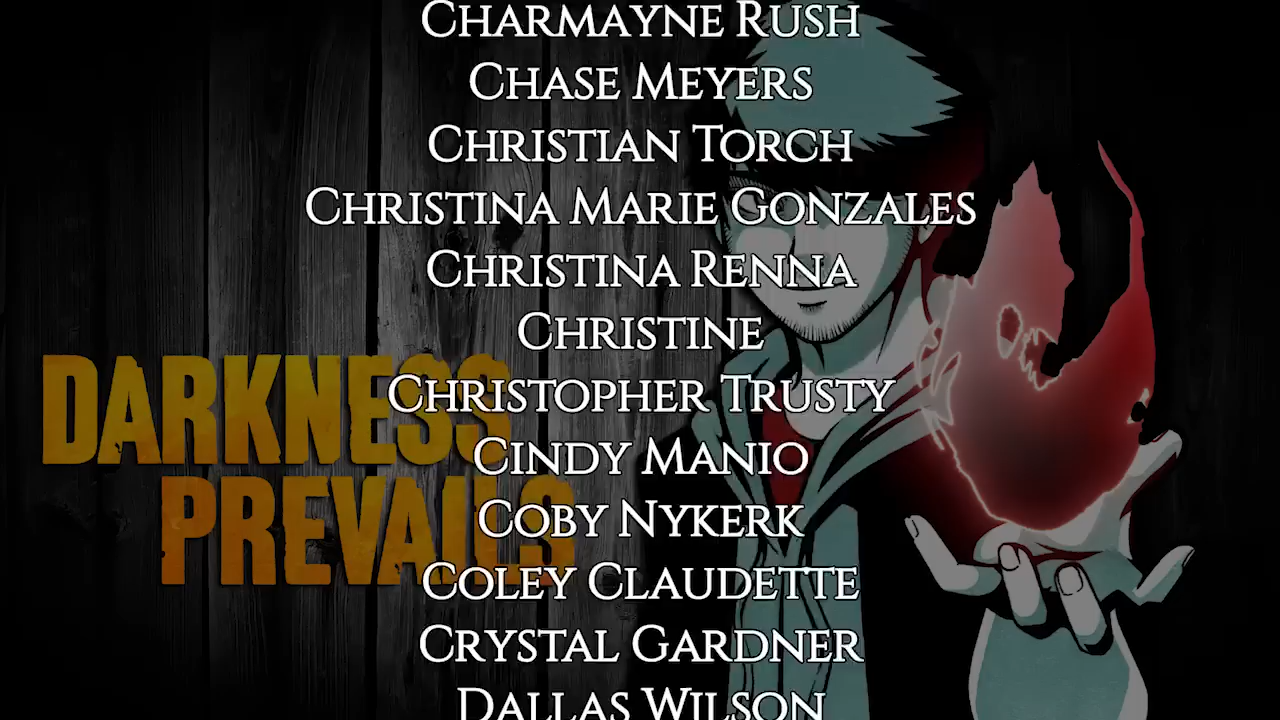 CHARMAYNE RUSH
CHASE MEYERS
CHRISTIAN TORCH
CHRISTINA MARIE GONZALES
CHRISTINA RENNA
CHRISTINE
CHRISTOPHER TRUSTY
CINDY MANIO
COBY NYKERK
COLEY CLAUDETTE
CRYSTAL GARDNER
DALLAS WILSON
DARKNESS
PREVAILS